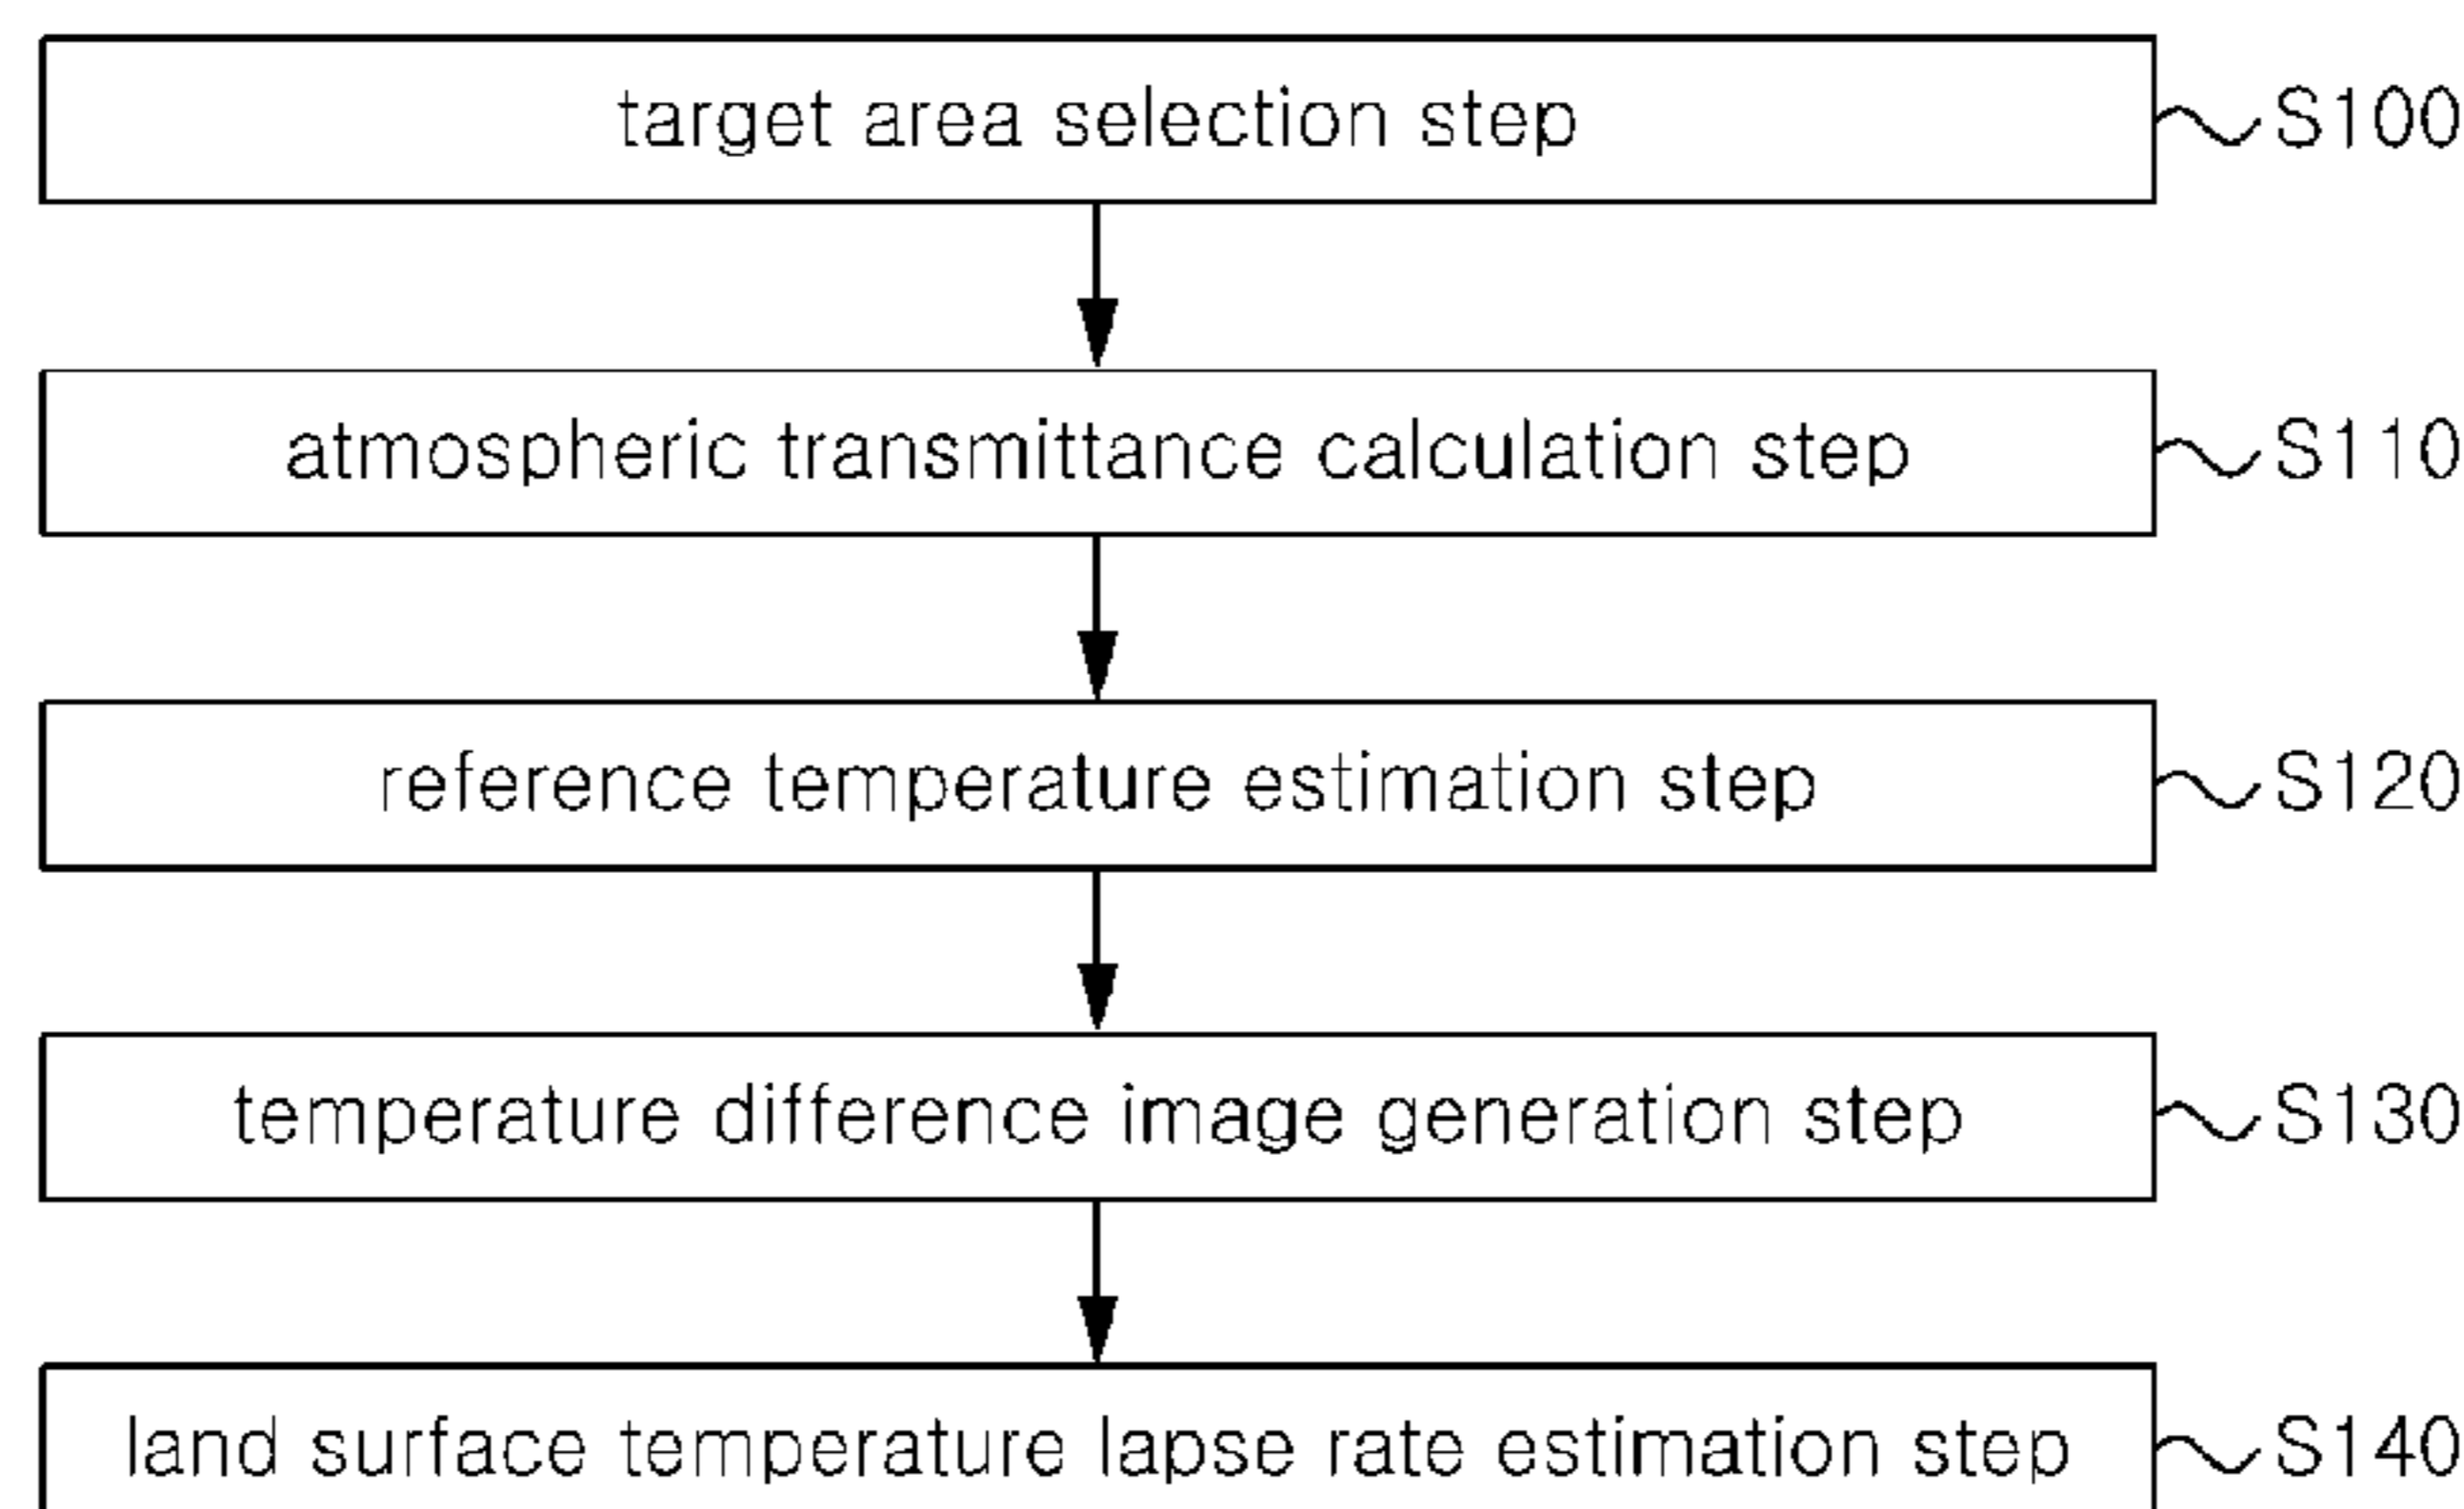 target area selection step S100
atmospheric transmittance calculation step S110
reference temperature estimation step S120
temperature difference image generation step S130
land surface temperature lapse rate estimation step S140